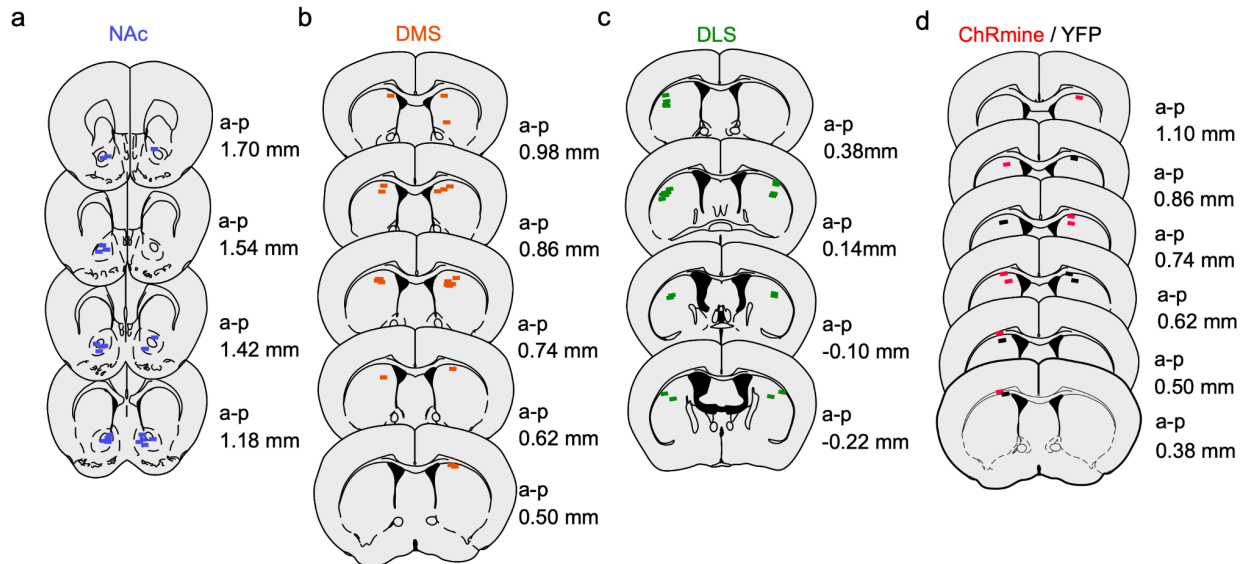 a
NAc
a-p
1.70 mm
a-p
1.54 mm
a-p
1.42 mm
a-p
1.18 mm
b
DMS
a-p
0.98 mm
a-p
0.86 mm
a-p
0.74 mm
a-p
0.62 mm
a-p
0.50 mm
c
DLS
a-p
0.38mm
a-p
0.14mm
a-p
-0.10 mm
a-p
-0.22 mm
d
ChRmine / YFP
a-p
1.10 mm
a-p
0.86 mm
a-p
0.74 mm
a-p
0.62 mm
a-p
0.50 mm
a-p
0.38 mm